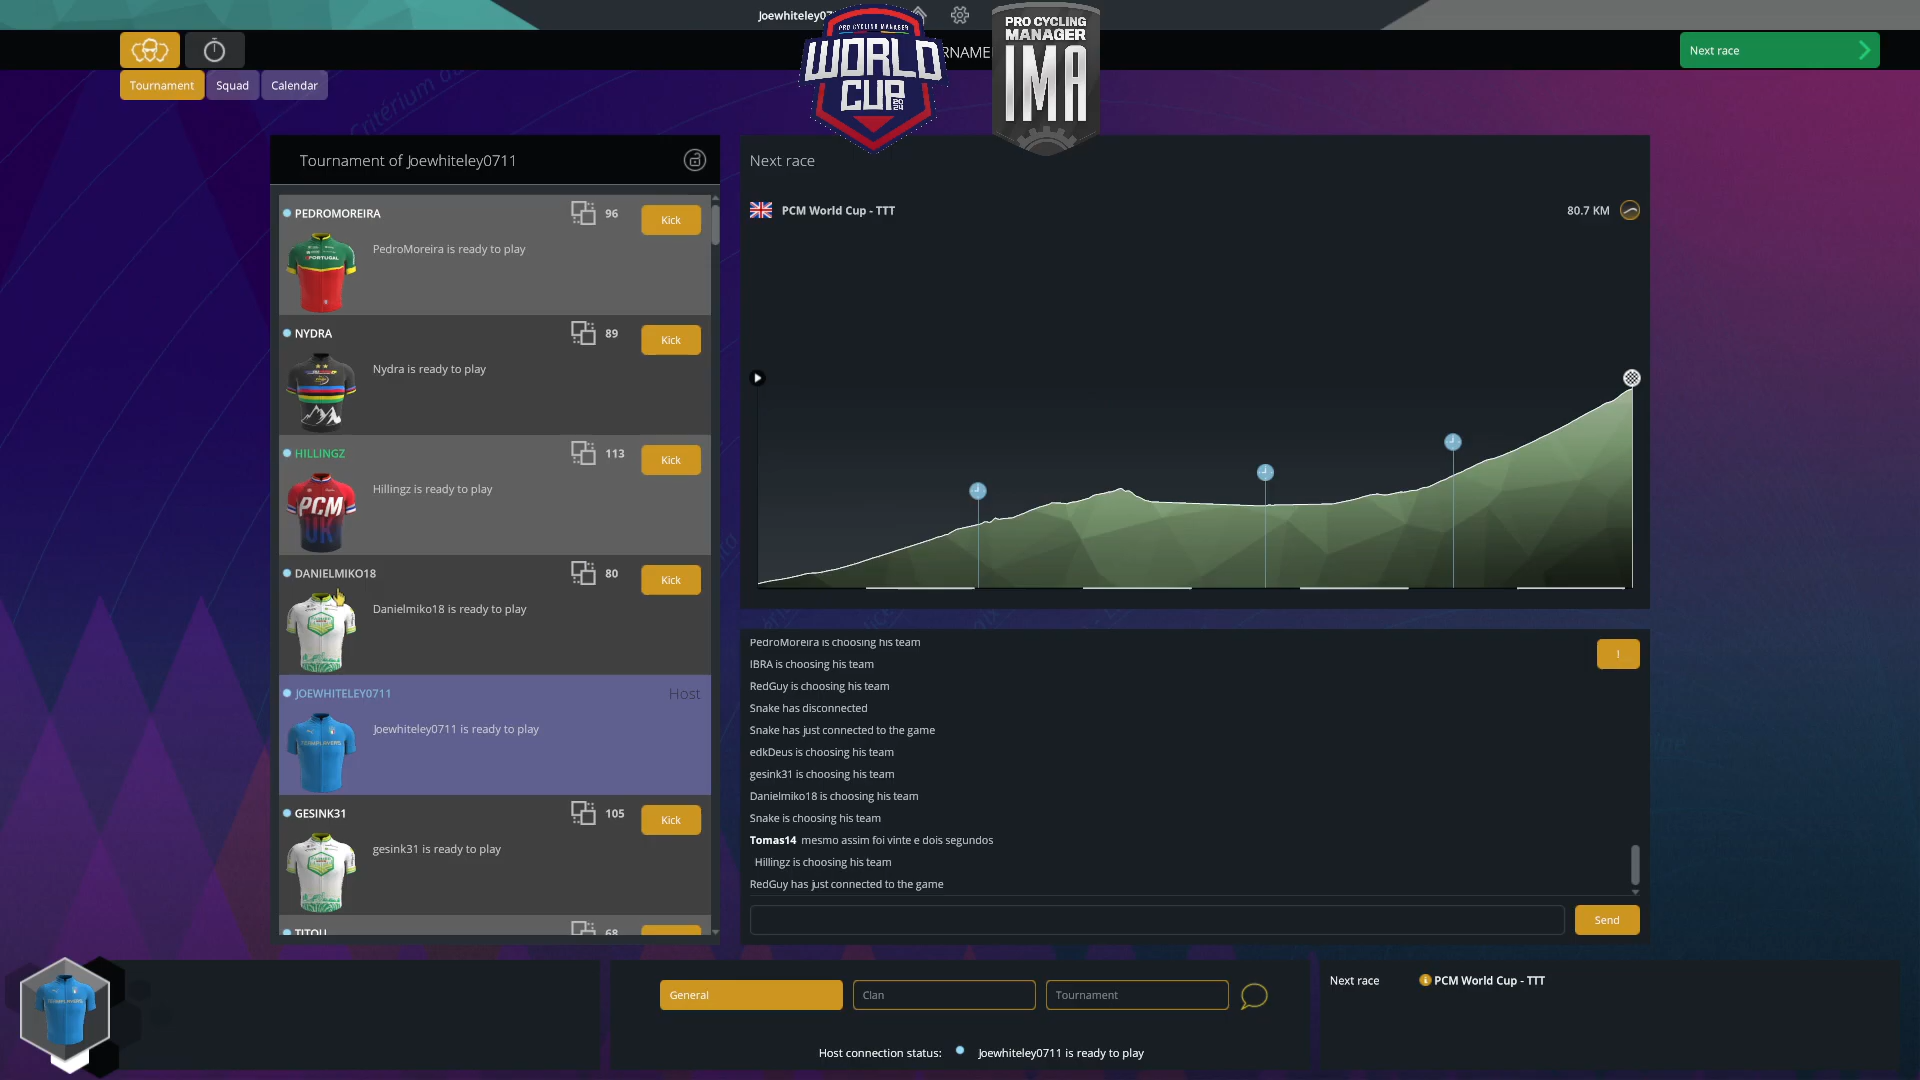 Joewhiteley07
PRO CYCLING MANAGER
WORLD
CUP
PRO CYCLING
MANAGER
IMA
Next race
Tournament
Squad
Calendar
Tournament of Joewhiteley0711
PEDROMOREIRA
96
Kick
PedroMoreira is ready to play
PORTUGAL
NYDRA
89
Kick
Nydra is ready to play
HILLINGZ
113
Kick
Hillingz is ready to play
PCM
UK
DANIELMIKO18
80
Kick
Danielmiko18 is ready to play
JOEWHITELEY0711
Host
Joewhiteley0711 is ready to play
GESINK31
105
Kick
gesink31 is ready to play
TITOU
68
Next race
PCM World Cup - TTT
80.7 KM
PedroMoreira is choosing his team
IBRA is choosing his team
RedGuy is choosing his team
Snake has disconnected
Snake has just connected to the game
edkDeus is choosing his team
gesink31 is choosing his team
Danielmiko18 is choosing his team
Snake is choosing his team
Tomas14 mesmo assim foi vinte e dois segundos
Hillingz is choosing his team
RedGuy has just connected to the game
!
Send
General
Clan
Tournament
Host connection status:
Joewhiteley0711 is ready to play
Next race
PCM World Cup - TTT